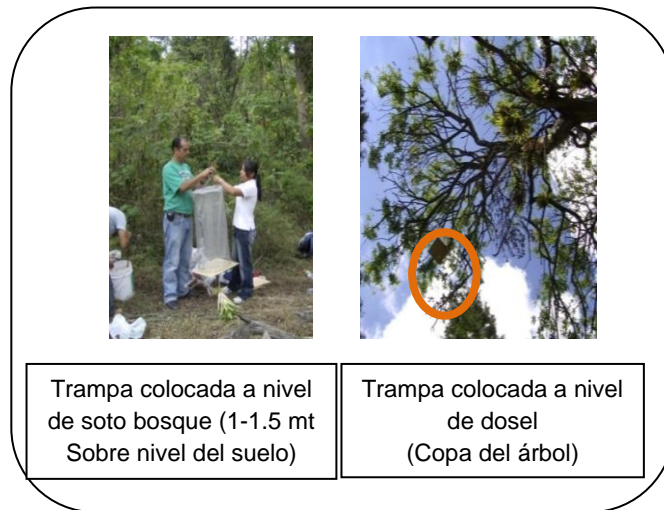 Trampa colocada a nivel
de soto bosque (1-1.5 mt
Sobre nivel del suelo)
Trampa colocada a nivel
de dosel
(Copa del árbol)